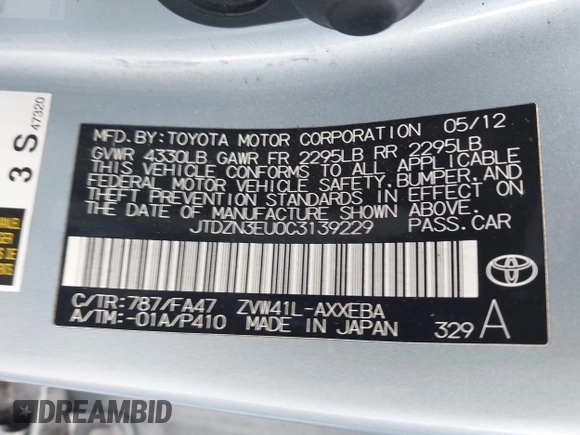 3 S
47320
MFD. BY: TOYOTA MOTOR CORPORATION 05/12
GVWR 4330LB GAWR FR 2295LB RR 2295LB
THIS VEHICLE CONFORMS TO ALL APPLICABLE
FEDERAL MOTOR VEHICLE SAFETY, BUMPER, AND
THEFT PREVENTION STANDARDS IN EFFECT ON
THE DATE OF MANUFACTURE SHOWN ABOVE.
JTDZN3EU0C3139229 PASS. CAR
C/TR: 787/FA47 ZVW41L-AXXEBA
A/TM: -01A/P410 MADE IN JAPAN
329 A
DREAMBID